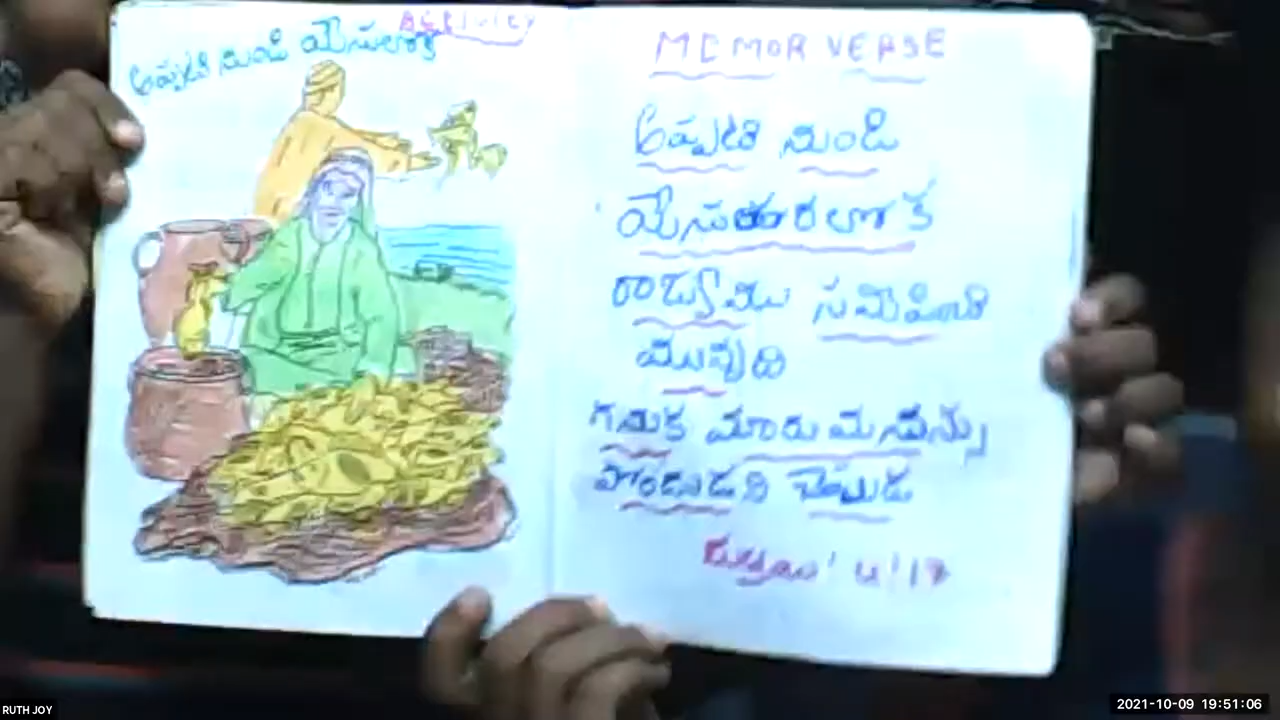 Activity
అప్పటి నుండి యేసు
MEMOR VERSE
అప్పటి నుండి
యేసు
రాజ్యము సమీపించి
యున్నది
గనుక మారుమనస్సు
పొందుడని చెప్పుడు
4:17
RUTH JOY
2021-10-09 19:51:06